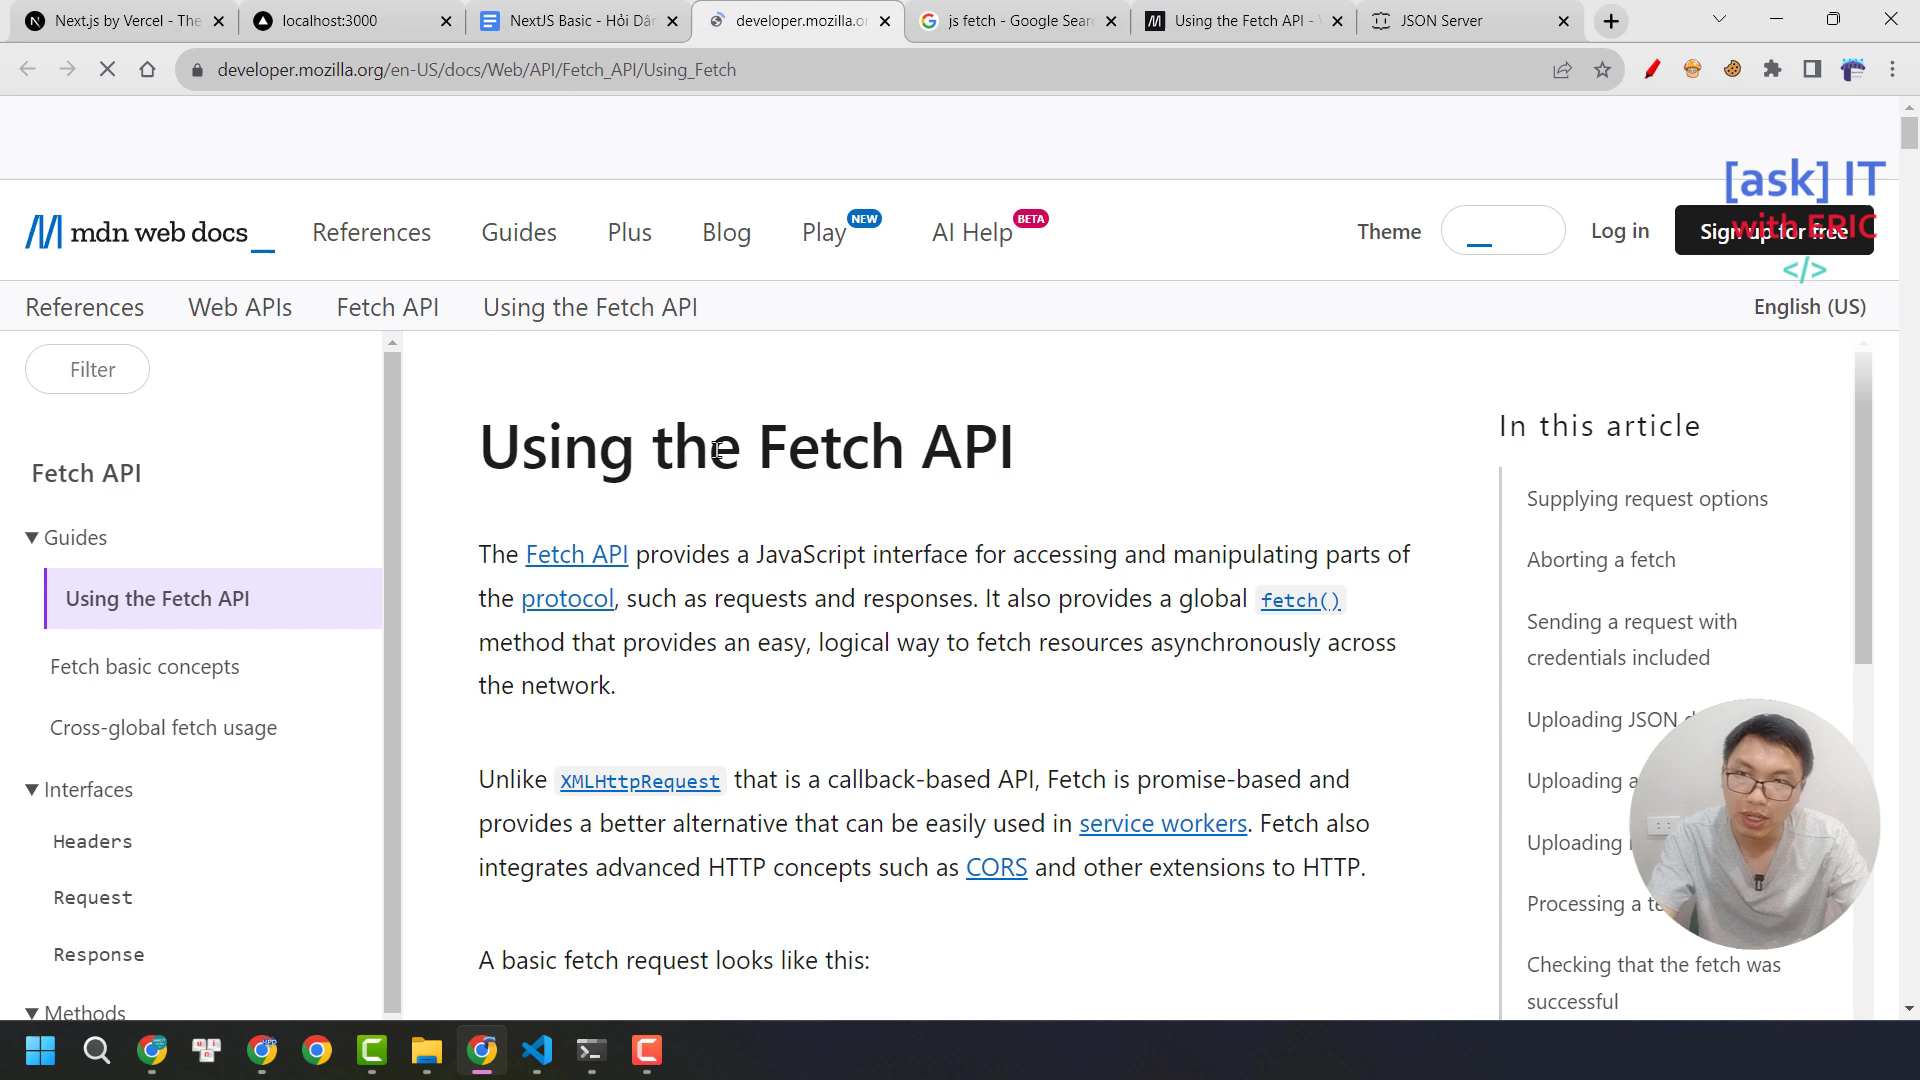 Next.js by Vercel - The
localhost:3000
NextJS Basic - Hỏi Dân
developer.mozilla.or
js fetch - Google Sear
Using the Fetch API -
JSON Server
developer.mozilla.org/en-US/docs/Web/API/Fetch_API/Using_Fetch
[ask] IT
with ERIC
</>
mdn web docs
References
Guides
Plus
Blog
Play
NEW
AI Help
BETA
Theme
Log in
Sign up for free
References
Web APIs
Fetch API
Using the Fetch API
English (US)
Filter
Fetch API
Guides
Using the Fetch API
Fetch basic concepts
Cross-global fetch usage
Interfaces
Headers
Request
Response
Methods
Using the Fetch API
The Fetch API provides a JavaScript interface for accessing and manipulating parts of
the protocol, such as requests and responses. It also provides a global fetch()
method that provides an easy, logical way to fetch resources asynchronously across
the network.
Unlike XMLHttpRequest that is a callback-based API, Fetch is promise-based and
provides a better alternative that can be easily used in service workers. Fetch also
integrates advanced HTTP concepts such as CORS and other extensions to HTTP.
A basic fetch request looks like this:
In this article
Supplying request options
Aborting a fetch
Sending a request with
credentials included
Uploading JSON
Uploading a
Uploading
Processing a te
Checking that the fetch was
successful